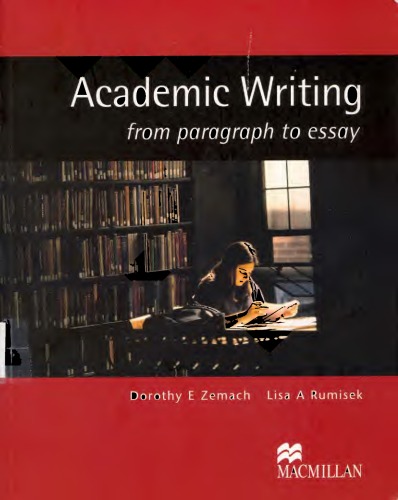 Academic Writing
from paragraph to essay
Dorothy E Zemach Lisa A Rumisek
MACMILLAN